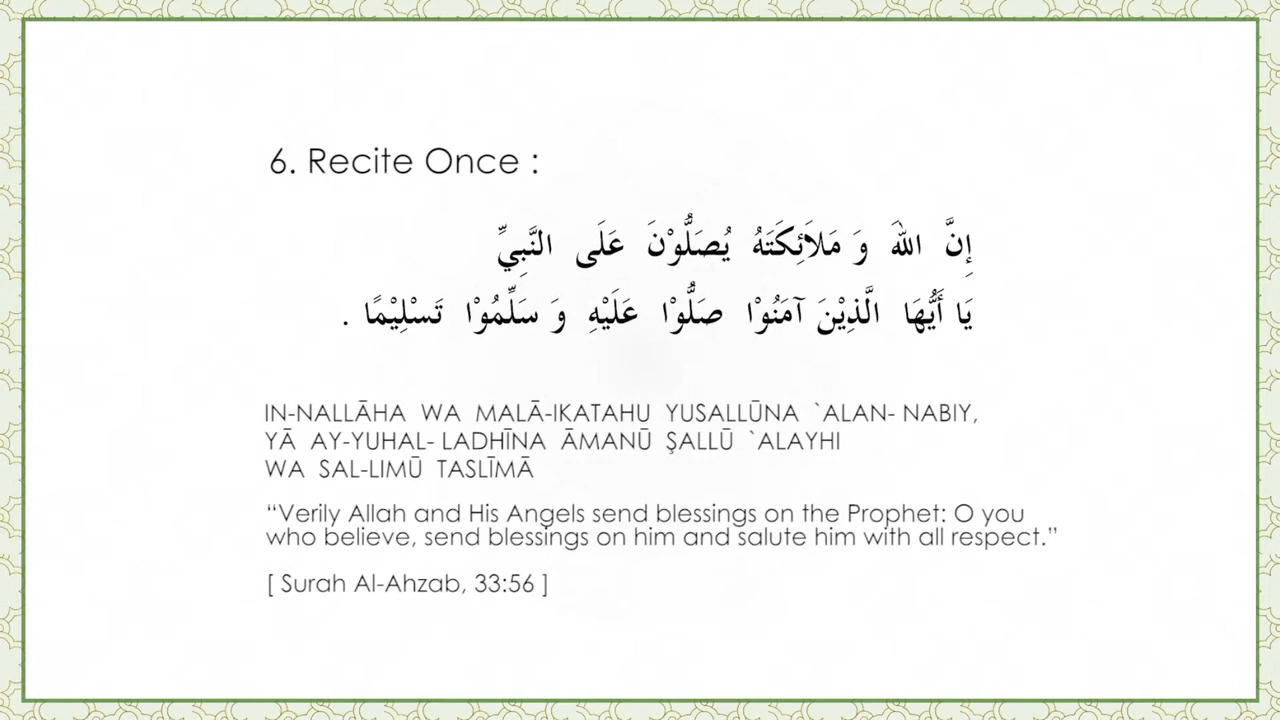 6. Recite Once :
إِنَّ اللهَ وَ مَلاَئِكَتَهُ يُصَلُّوْنَ عَلَى النَّبِيِّ
يَا أَيُّهَا الَّذِيْنَ آمَنُوْا صَلُّوْا عَلَيْهِ وَ سَلِّمُوْا تَسْلِيْمًا .
IN-NALLĀHA WA MALĀ-IKATAHU YUSALLŪNA `ALAN- NABIY,
YĀ AY-YUHAL- LADHĪNA ĀMANŪ ŞALLŪ `ALAYHI
WA SAL-LIMŪ TASLĪMĀ
“Verily Allah and His Angels send blessings on the Prophet: O you
who believe, send blessings on him and salute him with all respect.”
[ Surah Al-Ahzab, 33:56 ]